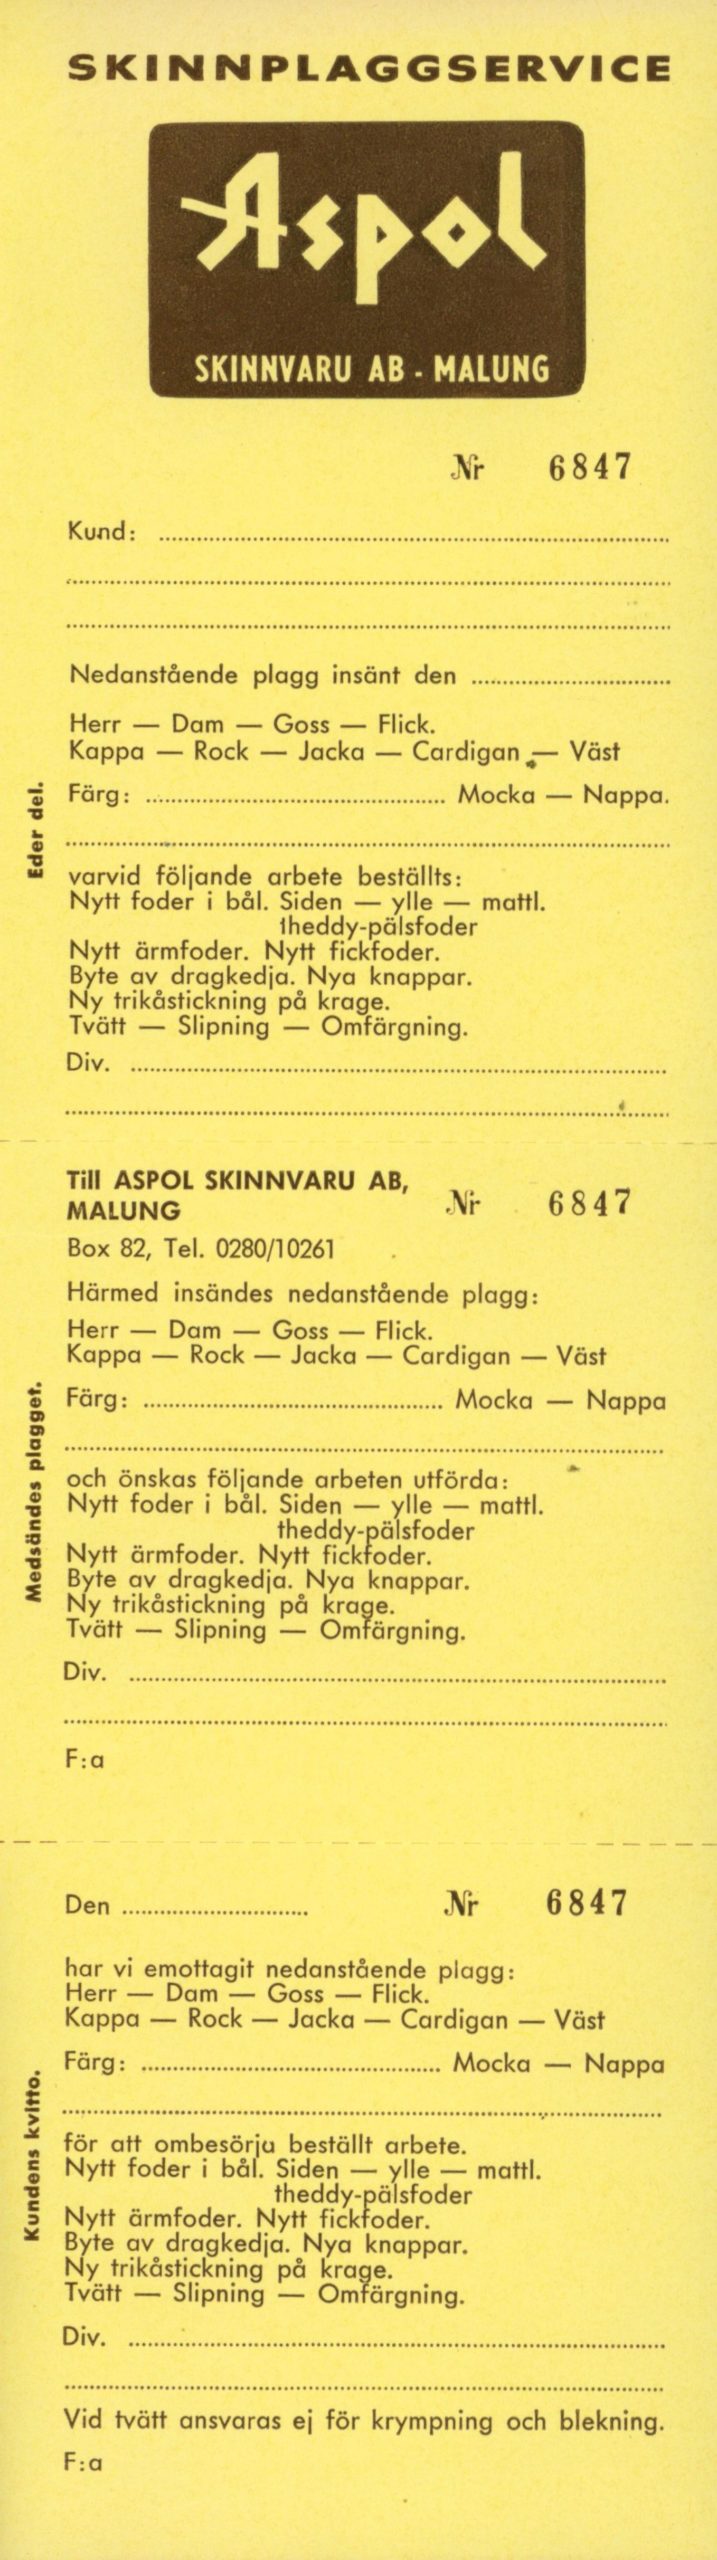 SKINNPLAGGSERVICE
Aspol
SKINNVARU AB - MALUNG
Nr 6847
Kund: ................................
................................
................................
Nedanstående plagg insänt den ................................
Herr — Dam — Goss — Flick.
Kappa — Rock — Jacka — Cardigan — Väst
Färg: ................................ Mocka — Nappa.
................................
varvid följande arbete beställts:
Nytt foder i bål. Siden — ylle — mattl.
theddy-pälsfoder
Nytt ärmfoder. Nytt fickfoder.
Byte av dragkedja. Nya knappar.
Ny trikåstickning på krage.
Tvätt — Slipning — Omfärgning.
Div. ................................
................................
Eder del.
Till ASPOL SKINNVARU AB,
MALUNG
Nr 6847
Box 82, Tel. 0280/10261
Härmed insändes nedanstående plagg:
Herr — Dam — Goss — Flick.
Kappa — Rock — Jacka — Cardigan — Väst
Färg: ................................ Mocka — Nappa
................................
och önskas följande arbeten utförda:
Nytt foder i bål. Siden — ylle — mattl.
theddy-pälsfoder
Nytt ärmfoder. Nytt fickfoder.
Byte av dragkedja. Nya knappar.
Ny trikåstickning på krage.
Tvätt — Slipning — Omfärgning.
Div. ................................
................................
F:a
Medsändes plagget.
Den ................................ Nr 6847
har vi emottagit nedanstående plagg:
Herr — Dam — Goss — Flick.
Kappa — Rock — Jacka — Cardigan — Väst
Färg: ................................ Mocka — Nappa
................................
för att ombesörju beställt arbete.
Nytt foder i bål. Siden — ylle — mattl.
theddy-pälsfoder
Nytt ärmfoder. Nytt fickfoder.
Byte av dragkedja. Nya knappar.
Ny trikåstickning på krage.
Tvätt — Slipning — Omfärgning.
Div. ................................
................................
Vid tvätt ansvaras ej för krympning och blekning.
F:a
Kundens kvitto.